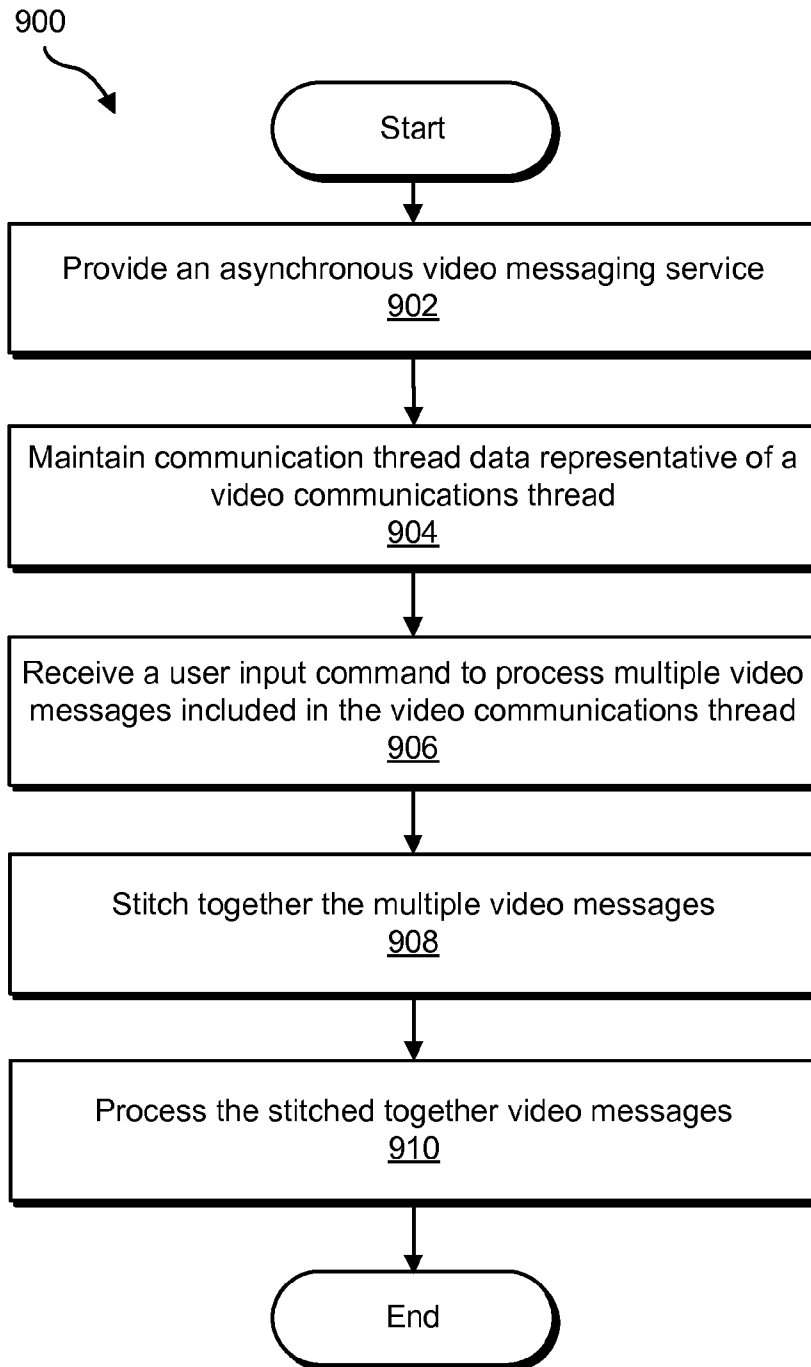 900
Start
Provide an asynchronous video messaging service
902
Maintain communication thread data representative of a
video communications thread
904
Receive a user input command to process multiple video
messages included in the video communications thread
906
Stitch together the multiple video messages
908
Process the stitched together video messages
910
End